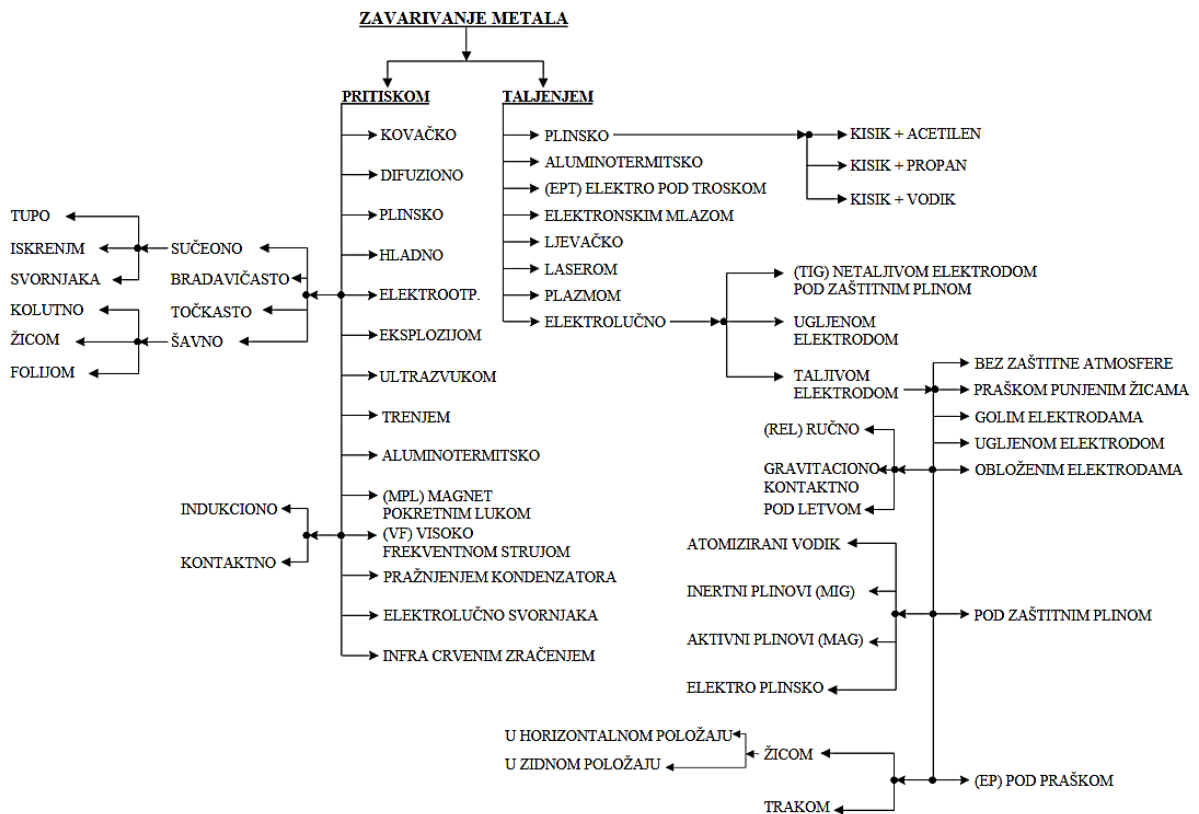 ZAVARIVANJE METALA
PRITISKOM
KOVAČKO
DIFUZIONO
PLINSKO
HLADNO
ELEKTROOTP.
EKSPLOZIJOM
ULTRAZVUKOM
TRENJEM
ALUMINOTERMITSKO
(MPL) MAGNET
POKRETNIM LUKOM
(VF) VISOKO
FREKVENTNOM STRUJOM
PRAŽNJENJEM KONDENZATORA
ELEKTROLUČNO SVORNJAKA
INFRA CRVENIM ZRAČENJEM
SUČEONO
BRADAVIČASTO
TOČKASTO
ŠAVNO
TUPO
ISKRENJM
SVORNJAKA
KOLUTNO
ŽICOM
FOLIJOM
INDUKCIONO
KONTAKTNO
TALJENJEM
PLINSKO
ALUMINOTERMITSKO
(EPT) ELEKTRO POD TROSKOM
ELEKTRONSKIM MLAZOM
LJEVAČKO
LASEROM
PLAZMOM
ELEKTROLUČNO
KISIK + ACETILEN
KISIK + PROPAN
KISIK + VODIK
(TIG) NETALJIVOM ELEKTRODOM
POD ZAŠTITNIM PLINOM
UGLJENOM
ELEKTRODOM
TALJIVOM
ELEKTRODOM
BEZ ZAŠTITNE ATMOSFERE
PRAŠKOM PUNJENIM ŽICAMA
GOLIM ELEKTRODAMA
UGLJENOM ELEKTRODOM
OBLOŽENIM ELEKTRODAMA
(REL) RUČNO
GRAVITACIONO
KONTAKTNO
POD LETVOM
POD ZAŠTITNIM PLINOM
ATOMIZIRANI VODIK
INERTNI PLINOVI (MIG)
AKTIVNI PLINOVI (MAG)
ELEKTRO PLINSKO
(EP) POD PRAŠKOM
ŽICOM
TRAKOM
U HORIZONTALNOM POLOŽAJU
U ZIDNOM POLOŽAJU